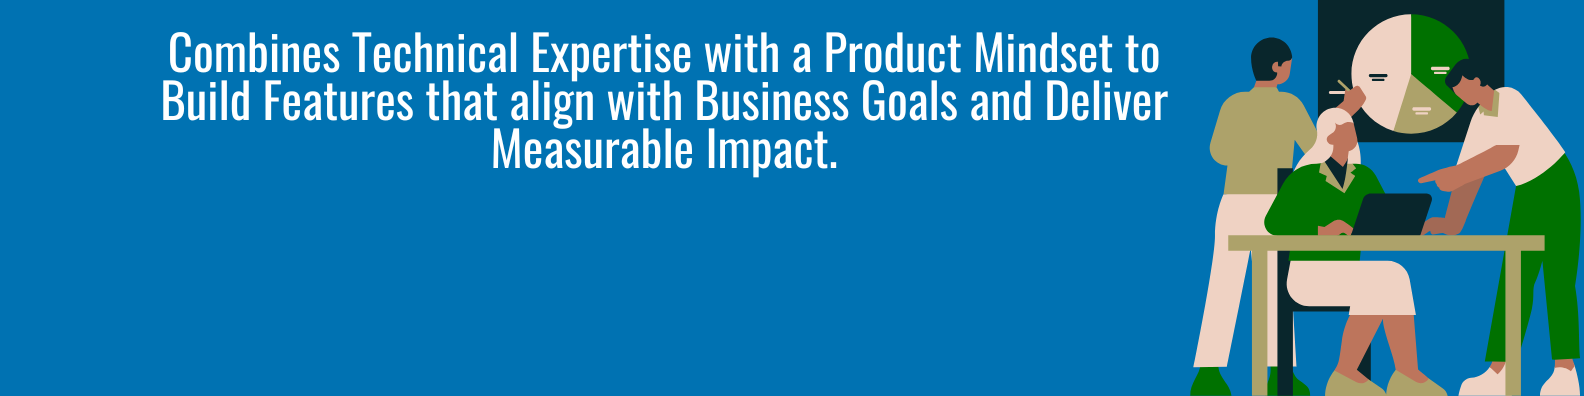 Combines Technical Expertise with a Product Mindset to
Build Features that align with Business Goals and Deliver
Measurable Impact.